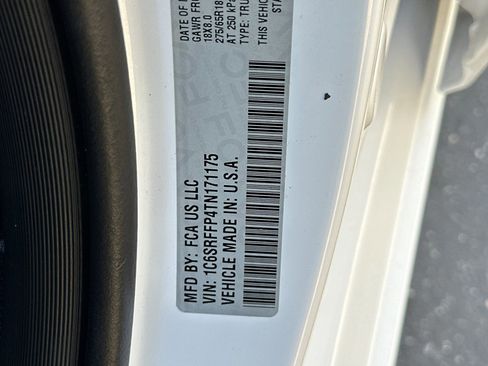 DATE OF
GAWR FR
18X8.0
275/65R18
AT 250 kPa
TYPE: TRU
THIS VEHIC
STA
MFD BY: FCA US LLC
VIN: 1C6SRFFP4TN171175
VEHICLE MADE IN: U.S.A.